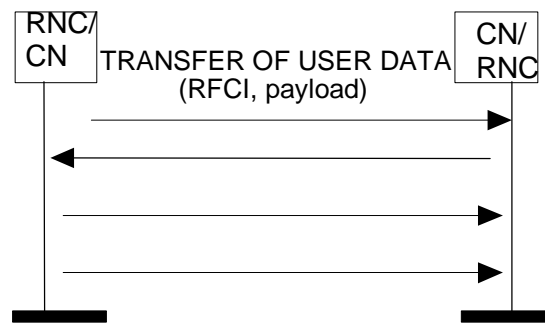 RNC/
CN
TRANSFER OF USER DATA
(RFCI, payload)
CN/
RNC